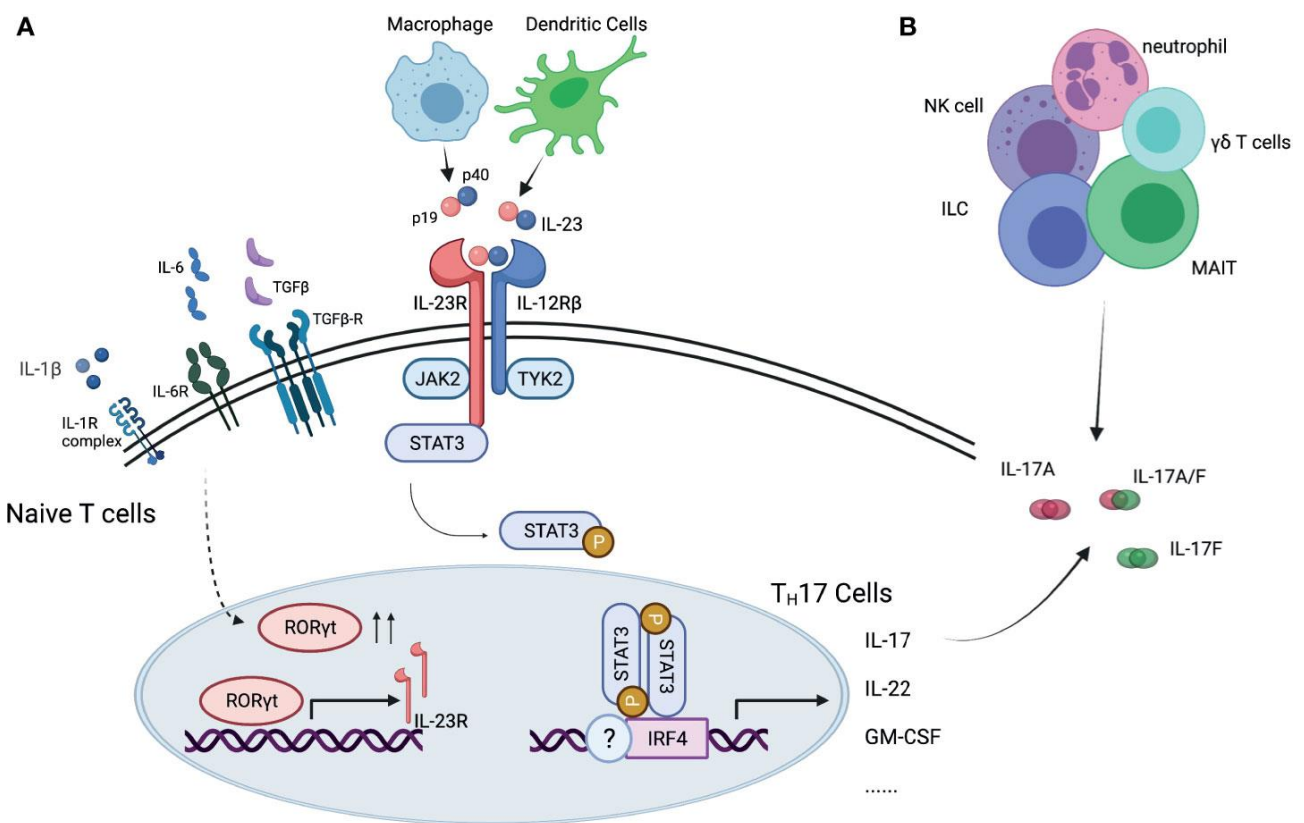 A
Macrophage
Dendritic Cells
p40
p19
IL-23
IL-6
TGFβ
IL-23R
IL-12Rβ
TGFβ-R
IL-1β
IL-6R
JAK2
TYK2
IL-1R
complex
STAT3
Naive T cells
STAT3
P
RORγt
RORγt
IL-23R
STAT3
P
STAT3
P
?
IRF4
TH17 Cells
IL-17
IL-22
GM-CSF
......
B
neutrophil
NK cell
γδ T cells
ILC
MAIT
IL-17A
IL-17A/F
IL-17F